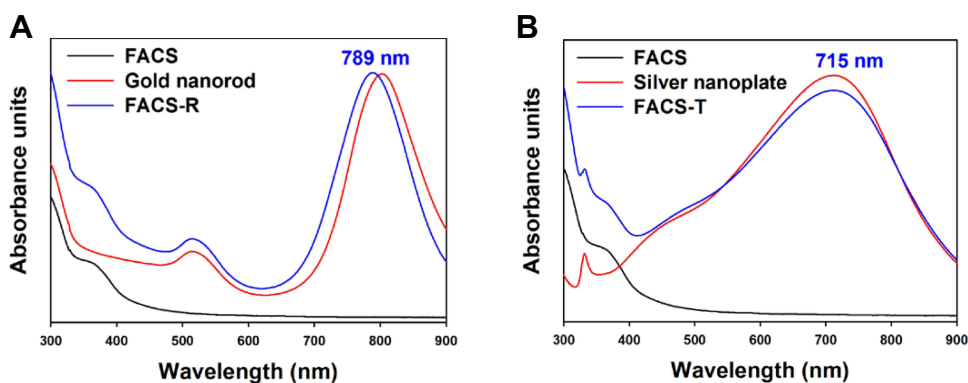 A
FACS
Gold nanorod
FACS-R
789 nm
Absorbance units
300 400 500 600 700 800 900
Wavelength (nm)
B
FACS
Silver nanoplate
FACS-T
715 nm
Absorbance units
300 400 500 600 700 800 900
Wavelength (nm)